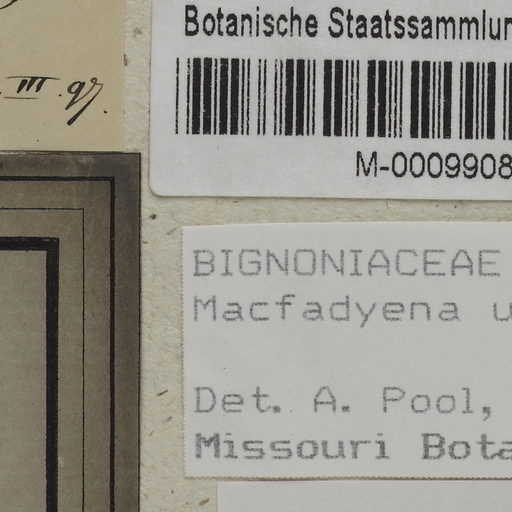 Botanische Staatssammlun
III.97.
M-0009908
BIGNONIACEAE
Macfadyena u
Det. A. Pool,
Missouri Bota